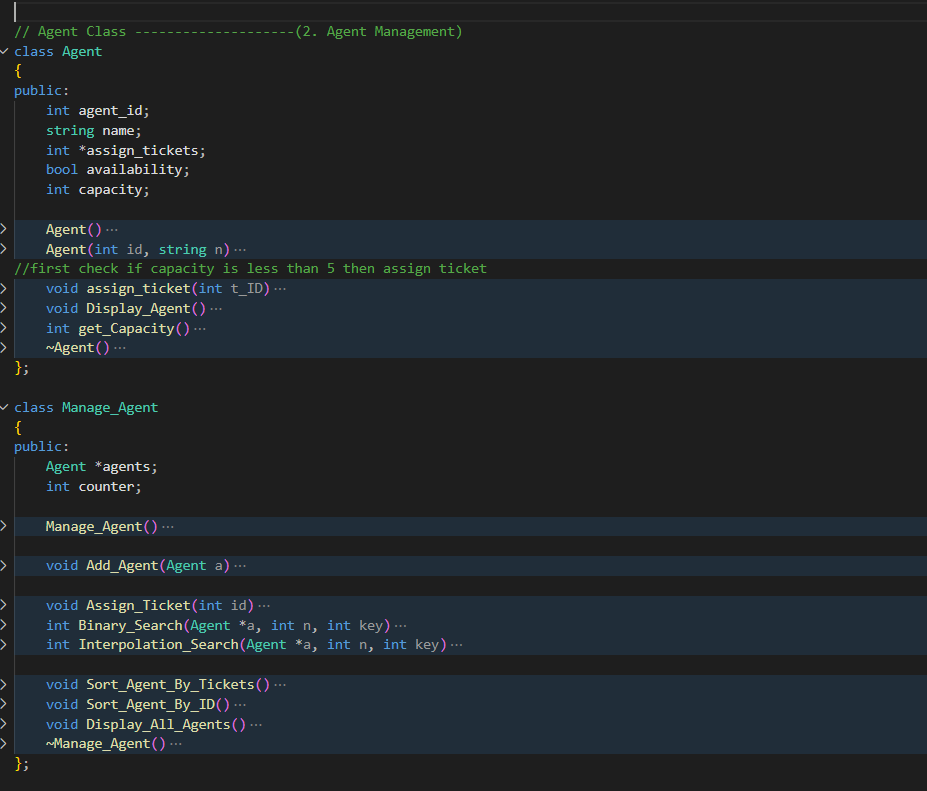 // Agent Class --------------------(2. Agent Management)
class Agent
{
public:
    int agent_id;
    string name;
    int *assign_tickets;
    bool availability;
    int capacity;
    Agent()···
    Agent(int id, string n)···
//first check if capacity is less than 5 then assign ticket
    void assign_ticket(int t_ID)···
    void Display_Agent()···
    int get_Capacity()···
    ~Agent()···
};
class Manage_Agent
{
public:
    Agent *agents;
    int counter;
    Manage_Agent()···
    void Add_Agent(Agent a)···
    void Assign_Ticket(int id)···
    int Binary_Search(Agent *a, int n, int key)···
    int Interpolation_Search(Agent *a, int n, int key)···
    void Sort_Agent_By_Tickets()···
    void Sort_Agent_By_ID()···
    void Display_All_Agents()···
    ~Manage_Agent()···
};